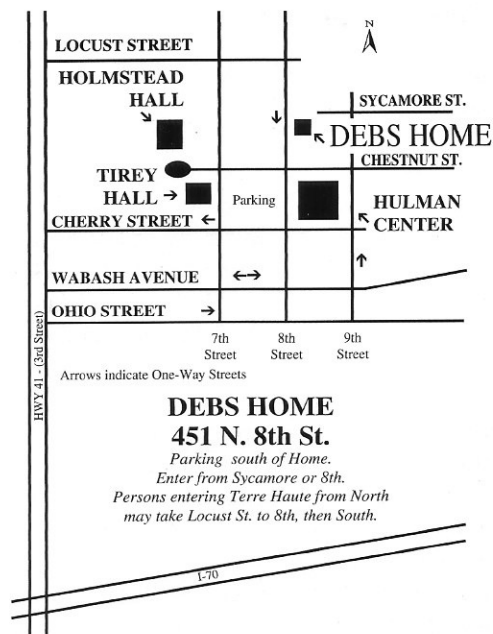 N
LOCUST STREET
HOLMSTEAD
HALL
SYCAMORE ST.
DEBS HOME
CHESTNUT ST.
TIREY
HALL
Parking
HULMAN
CENTER
CHERRY STREET
WABASH AVENUE
OHIO STREET
HWY 41 - (3rd Street)
7th
Street
8th
Street
9th
Street
Arrows indicate One-Way Streets
DEBS HOME
451 N. 8th St.
Parking south of Home.
Enter from Sycamore or 8th.
Persons entering Terre Haute from North
may take Locust St. to 8th, then South.
I-70